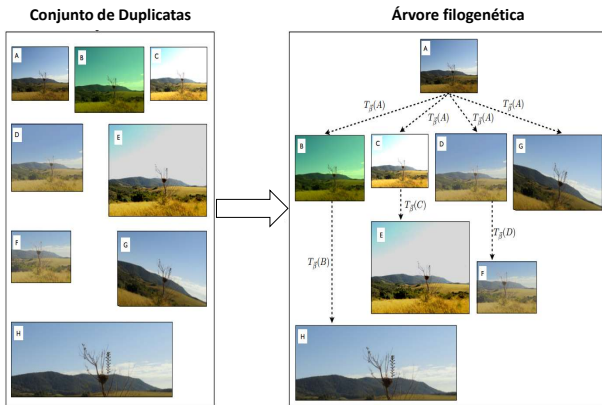 Conjunto de Duplicatas
Árvore filogenética
A
B
C
D
E
F
G
H
A
T_β⃗(A)
T_β⃗(A)
T_β⃗(A)
T_β⃗(A)
B
C
D
G
T_β⃗(C)
E
T_β⃗(D)
T_β⃗(B)
F
H